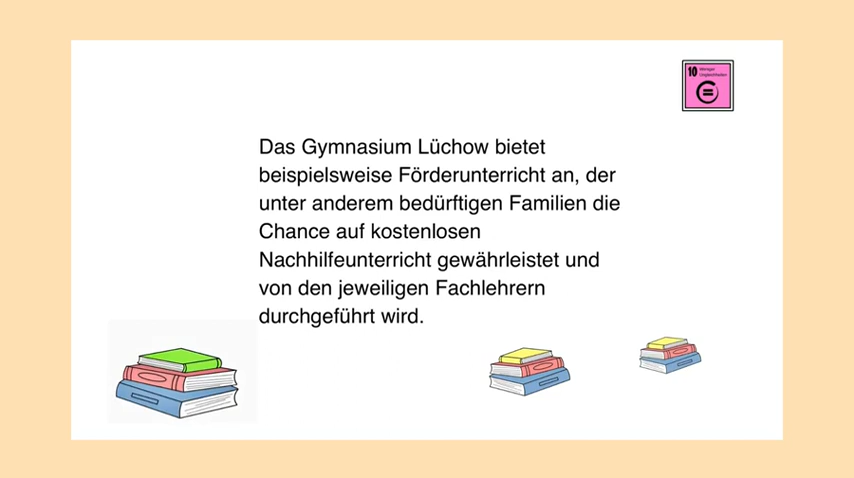 10 Weniger
Ungleichheiten
Das Gymnasium Lüchow bietet
beispielsweise Förderunterricht an, der
unter anderem bedürftigen Familien die
Chance auf kostenlosen
Nachhilfeunterricht gewährleistet und
von den jeweiligen Fachlehrern
durchgeführt wird.